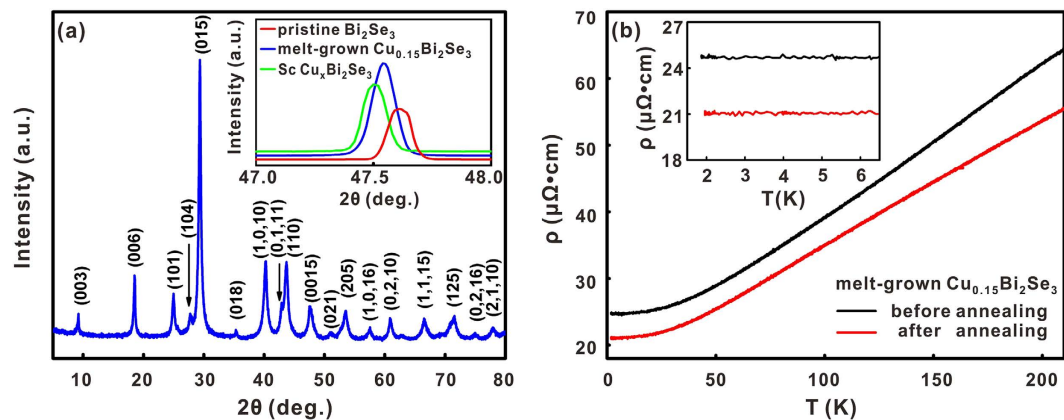 (a)
Intensity (a.u.)
2θ (deg.)
5 10 20 30 40 50 60 70 80
(003)
(006)
(101)
(104)
(015)
(018)
(1,0,10)
(0,1,11)
(110)
(0015)
(021)
(205)
(1,0,16)
(0,2,10)
(1,1,15)
(125)
(0,2,16)
(2,1,10)
pristine Bi2Se3
melt-grown Cu0.15Bi2Se3
Sc CuxBi2Se3
Intensity (a.u.)
47.0 47.5 48.0
2θ (deg.)
(b)
ρ (μΩ•cm)
70
60
50
40
30
20
0 50 100 150 200
T (K)
ρ (μΩ•cm)
27
24
21
18
2 3 4 5 6
T(K)
melt-grown Cu0.15Bi2Se3
before annealing
after annealing